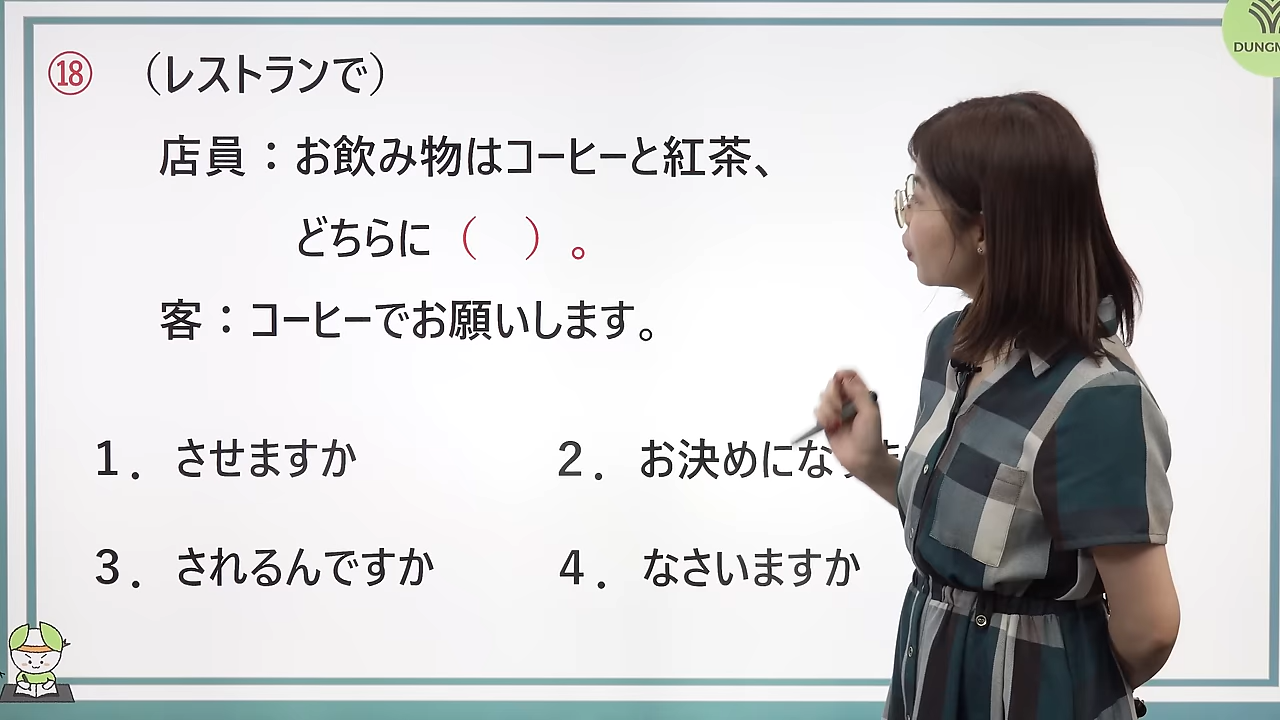 ⑱ （レストランで）
店員：お飲み物はコーヒーと紅茶、
どちらに（　）。
客：コーヒーでお願いします。
1．させますか　2．お決めにな
3．されるんですか　4．なさいますか